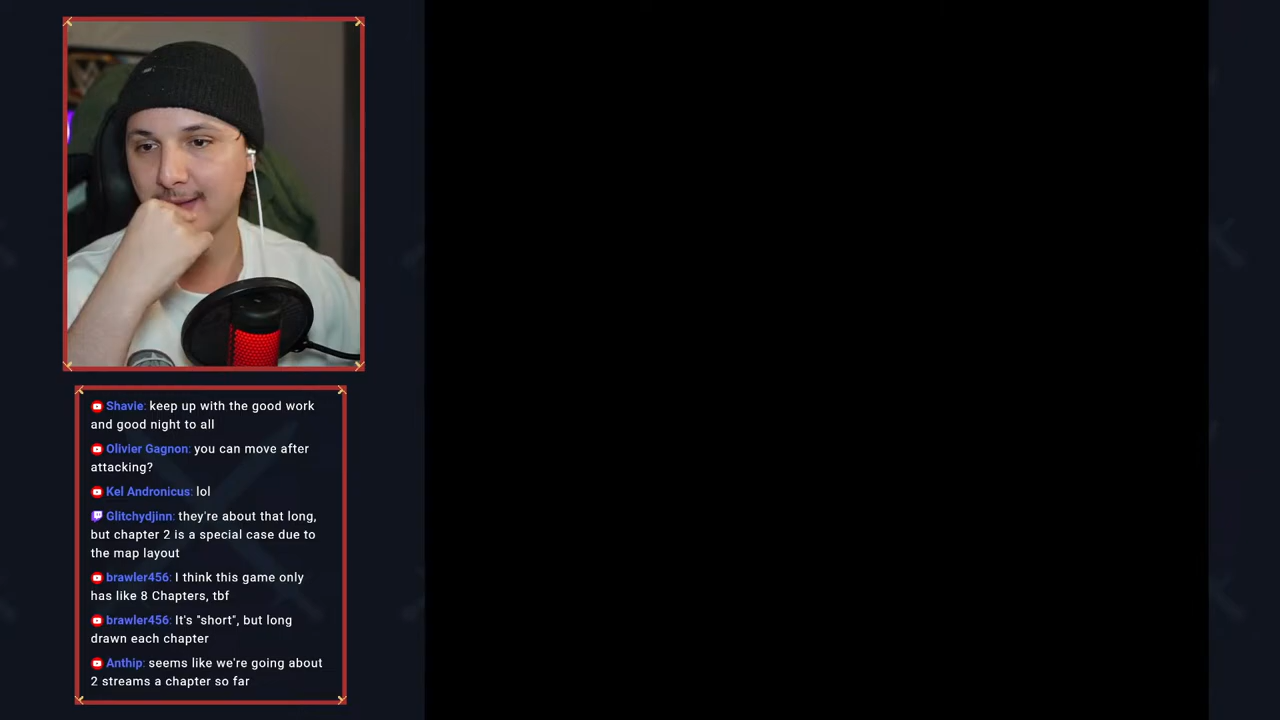 Shavie: keep up with the good work
and good night to all
Olivier Gagnon: you can move after
attacking?
Kel Andronicus: lol
Glitchydjinn: they're about that long,
but chapter 2 is a special case due to
the map layout
brawler456: I think this game only
has like 8 Chapters, tbf
brawler456: It's "short", but long
drawn each chapter
Anthip: seems like we're going about
2 streams a chapter so far